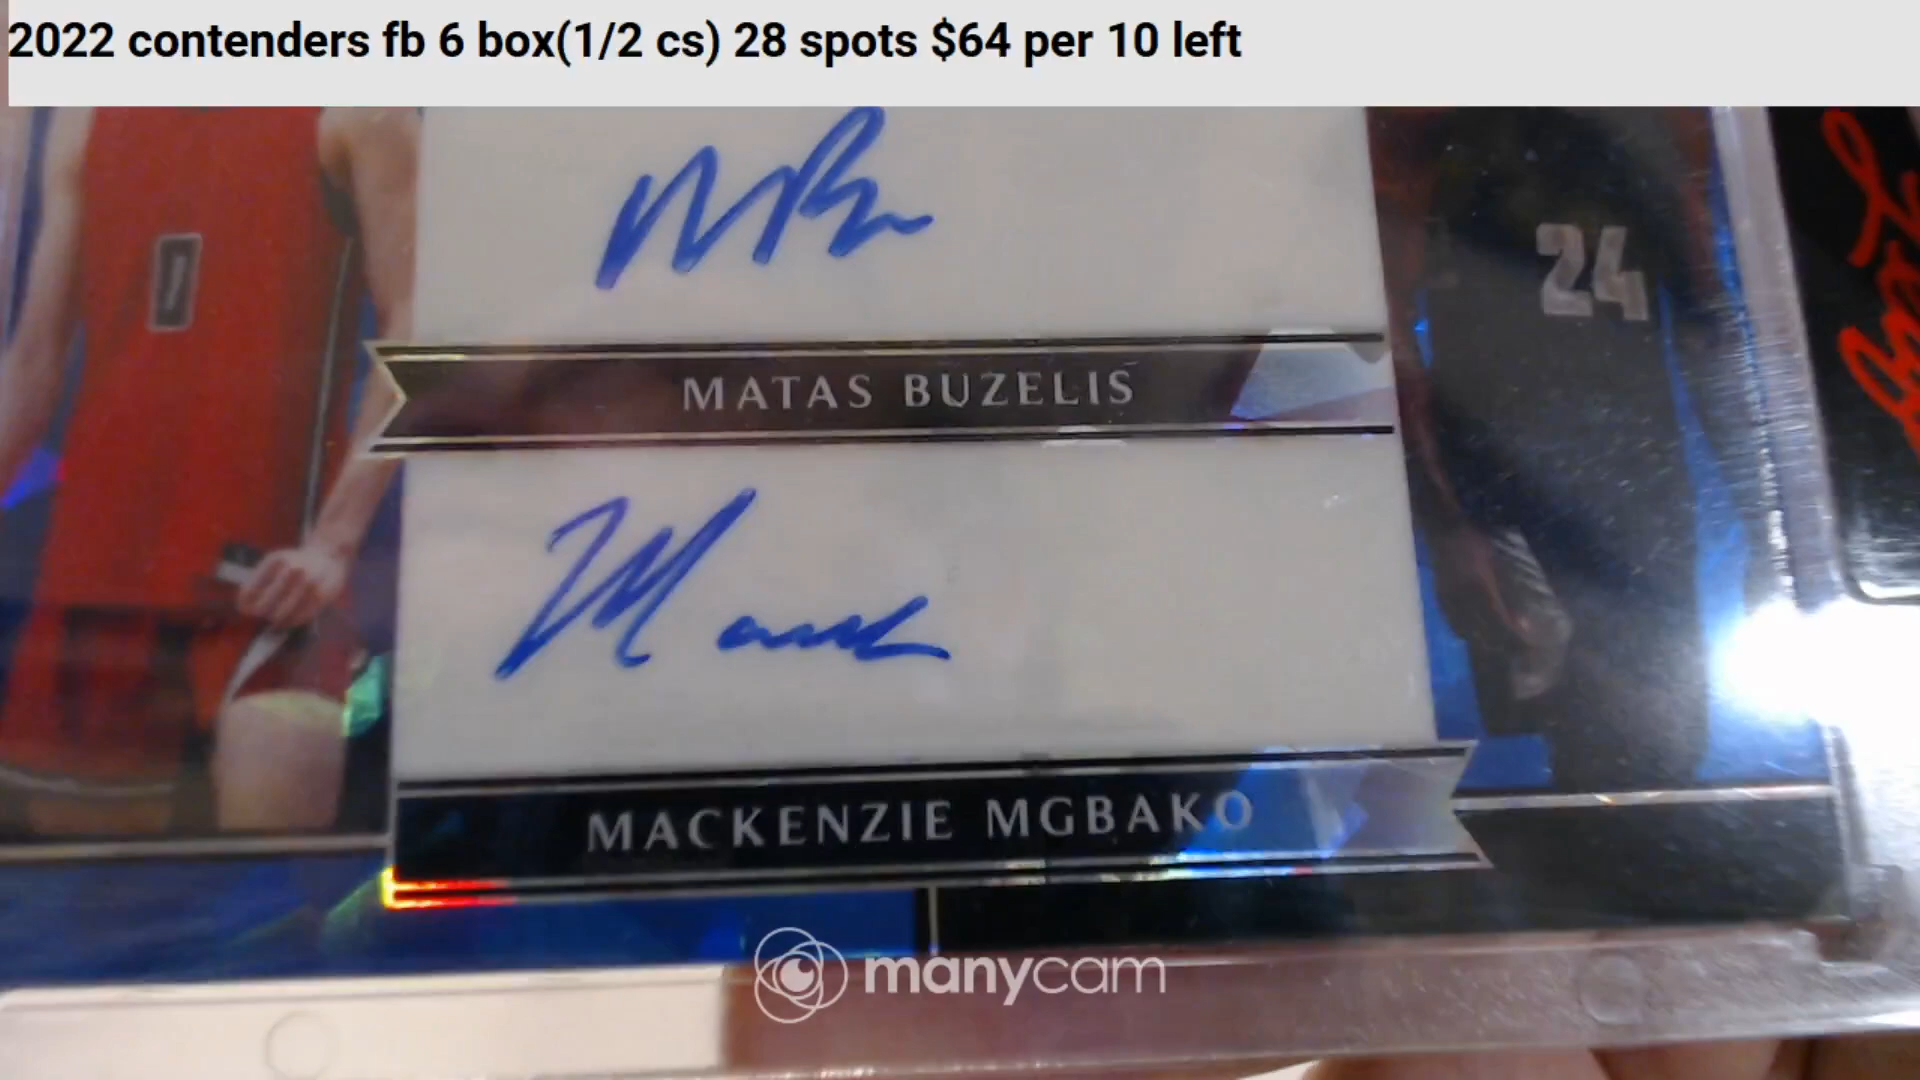 2022 contenders fb 6 box(1/2 cs) 28 spots $64 per 10 left
24
MATAS BUZELIS
MACKENZIE MGBAKO
manycam